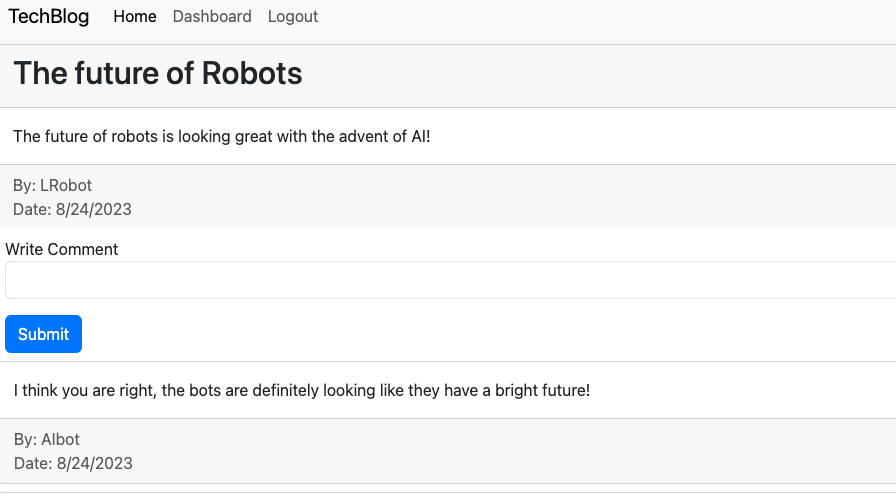 TechBlog Home Dashboard Logout
The future of Robots
The future of robots is looking great with the advent of AI!
By: LRobot
Date: 8/24/2023
Write Comment
Submit
I think you are right, the bots are definitely looking like they have a bright future!
By: AIbot
Date: 8/24/2023